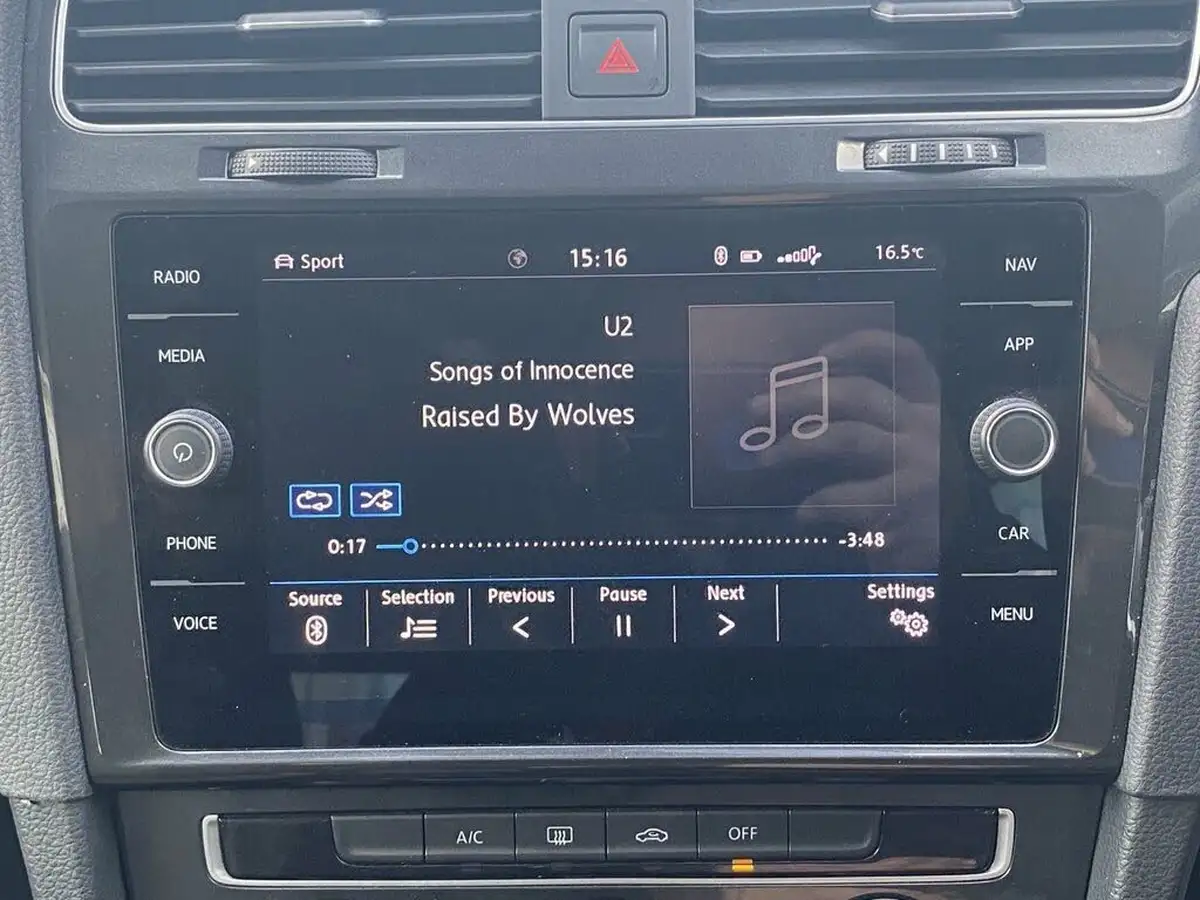 Sport 15:16 16.5°C
RADIO
NAV
U2
MEDIA
APP
Songs of Innocence
Raised By Wolves
0:17 -3:48
PHONE
CAR
Source Selection Previous Pause Next Settings
VOICE
MENU
A/C OFF